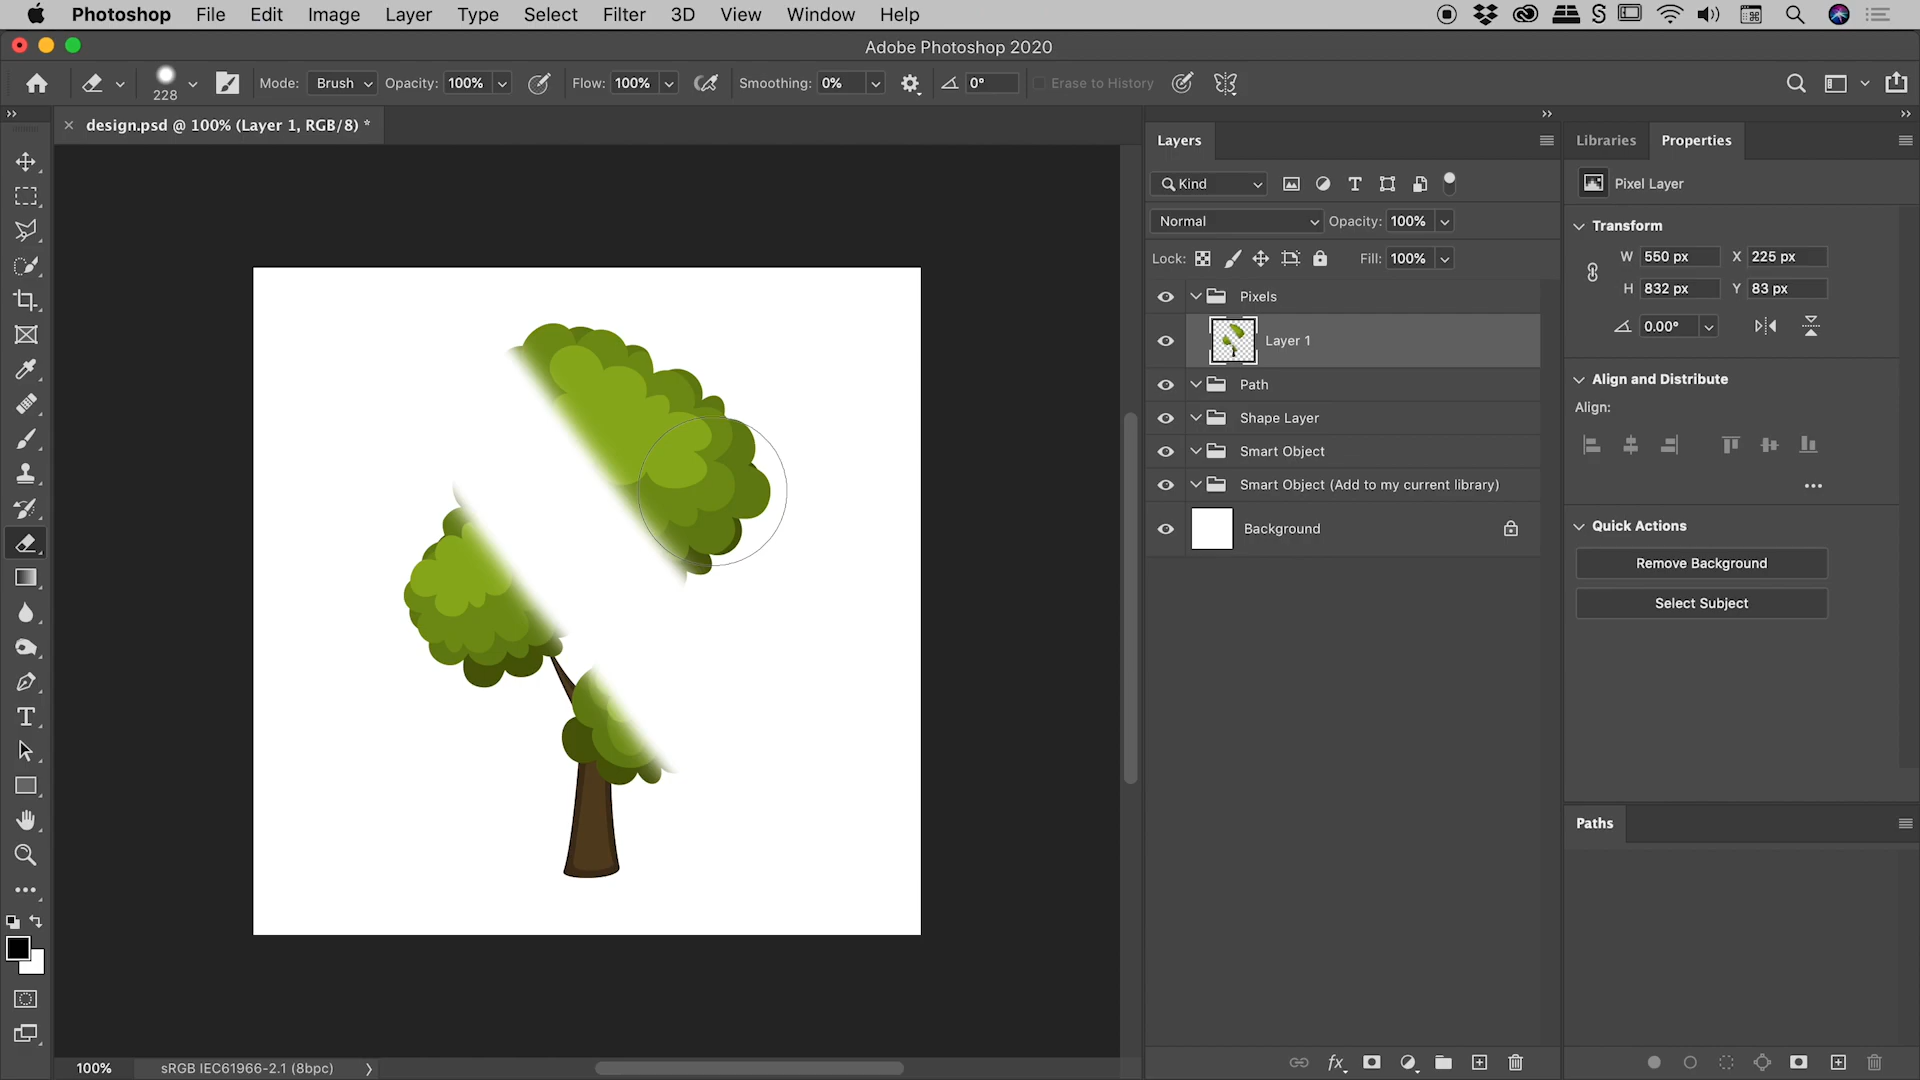 Photoshop File Edit Image Layer Type Select Filter 3D View Window Help
Adobe Photoshop 2020
228 Mode: Brush Opacity: 100% Flow: 100% Smoothing: 0% 0° Erase to History
design.psd @ 100% (Layer 1, RGB/8) *
Layers
Kind
Normal Opacity: 100%
Lock: Fill: 100%
Pixels
Layer 1
Path
Shape Layer
Smart Object
Smart Object (Add to my current library)
Background
Libraries Properties
Pixel Layer
Transform
W 550 px X 225 px
H 832 px Y 83 px
0.00°
Align and Distribute
Align:
Quick Actions
Remove Background
Select Subject
Paths
100% sRGB IEC61966-2.1 (8bpc)